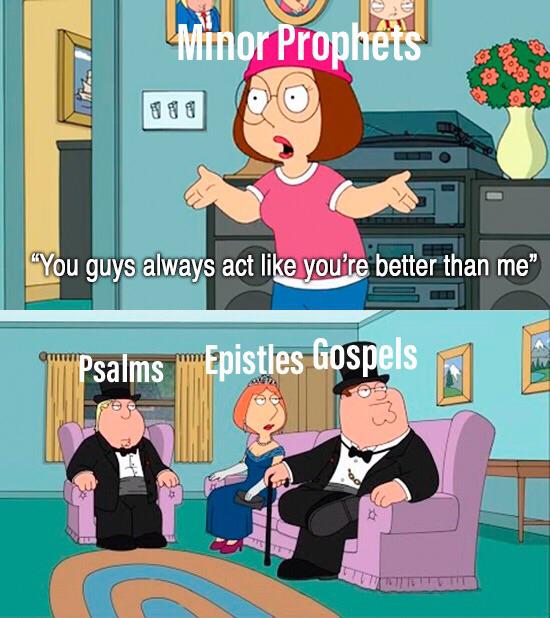 Minor Prophets
“You guys always act like you’re better than me”
Psalms
Epistles
Gospels